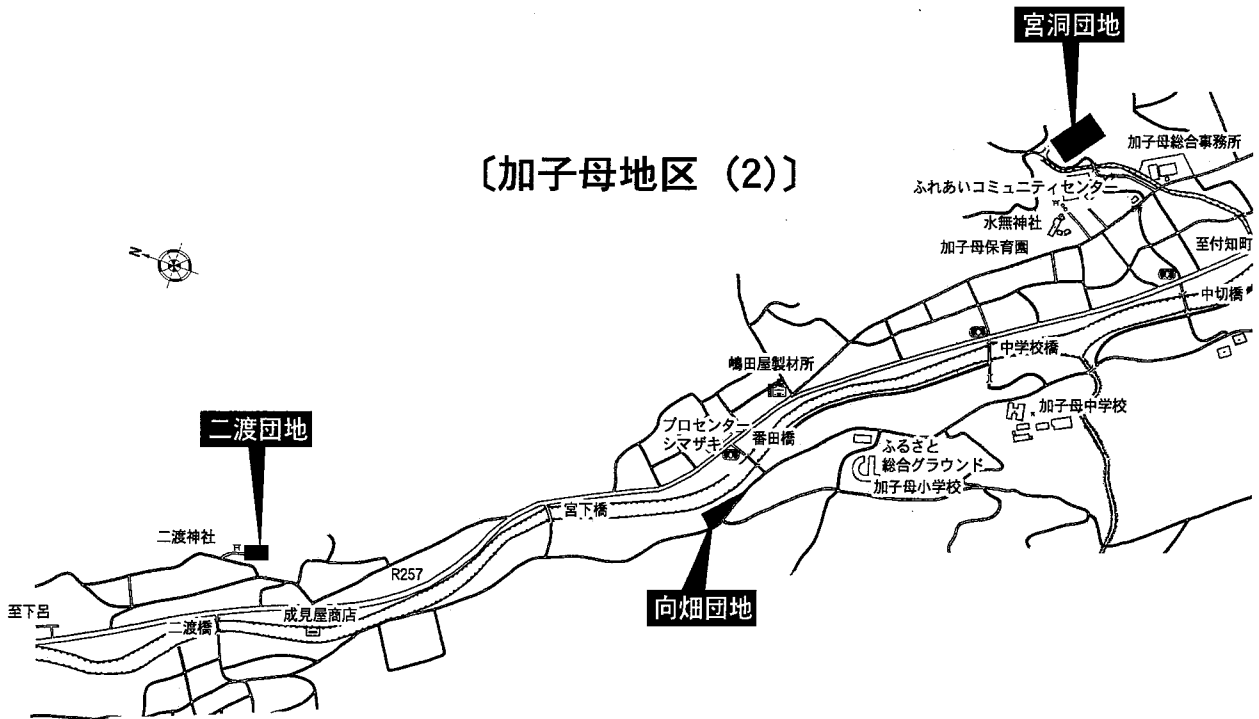 宮洞団地
加子母総合事務所
〔加子母地区（2）〕
ふれあいコミュニティセンター
水無神社
加子母保育園
至付知町
N
中切橋
中学校橋
嶋田屋製材所
加子母中学校
二渡団地
プロセンター
シマザキ
番田橋
ふるさと
総合グラウンド
加子母小学校
宮下橋
二渡神社
R257
向畑団地
至下呂
成見屋商店
二渡橋